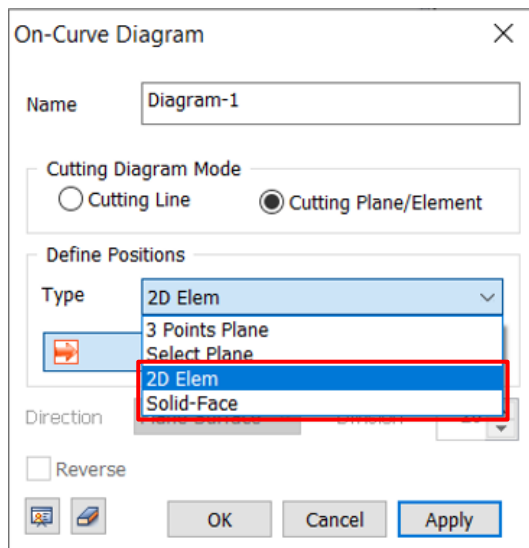 On-Curve Diagram
Name Diagram-1
Cutting Diagram Mode
Cutting Line Cutting Plane/Element
Define Positions
Type 2D Elem
3 Points Plane
Select Plane
2D Elem
Solid-Face
Direction
Reverse
OK Cancel Apply